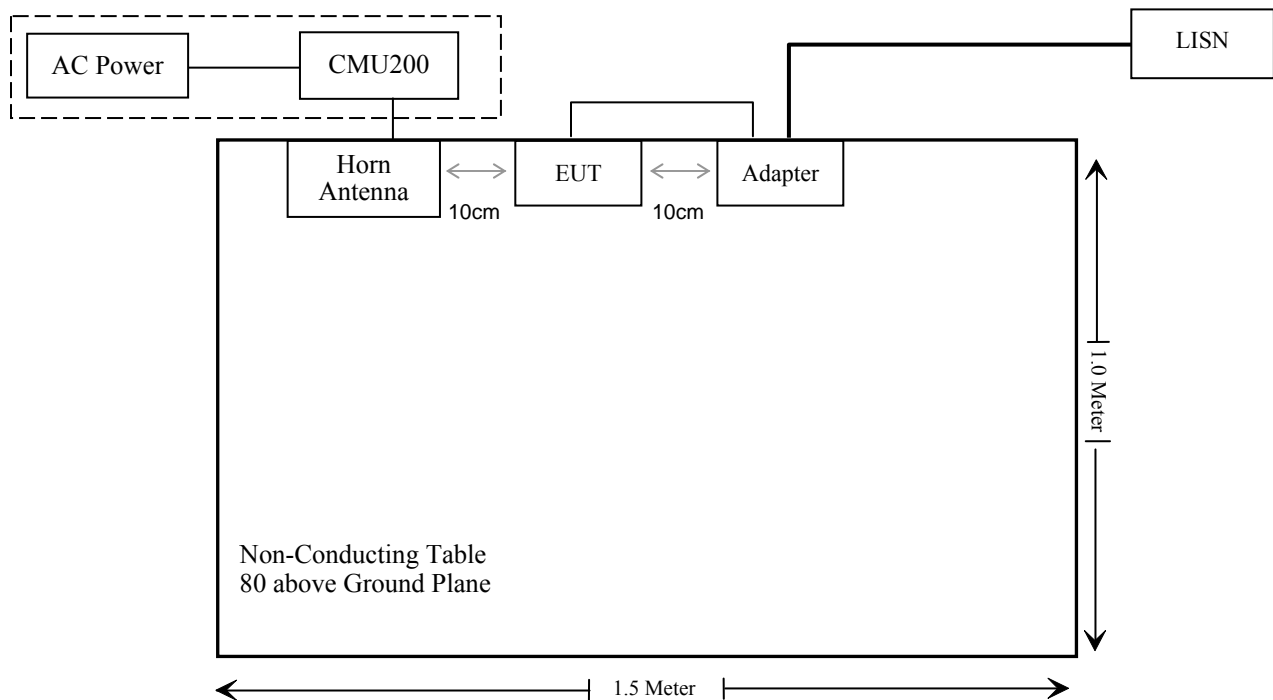 AC Power
CMU200
LISN
Horn
Antenna
EUT
Adapter
10cm
10cm
1.0 Meter
Non-Conducting Table
80 above Ground Plane
1.5 Meter